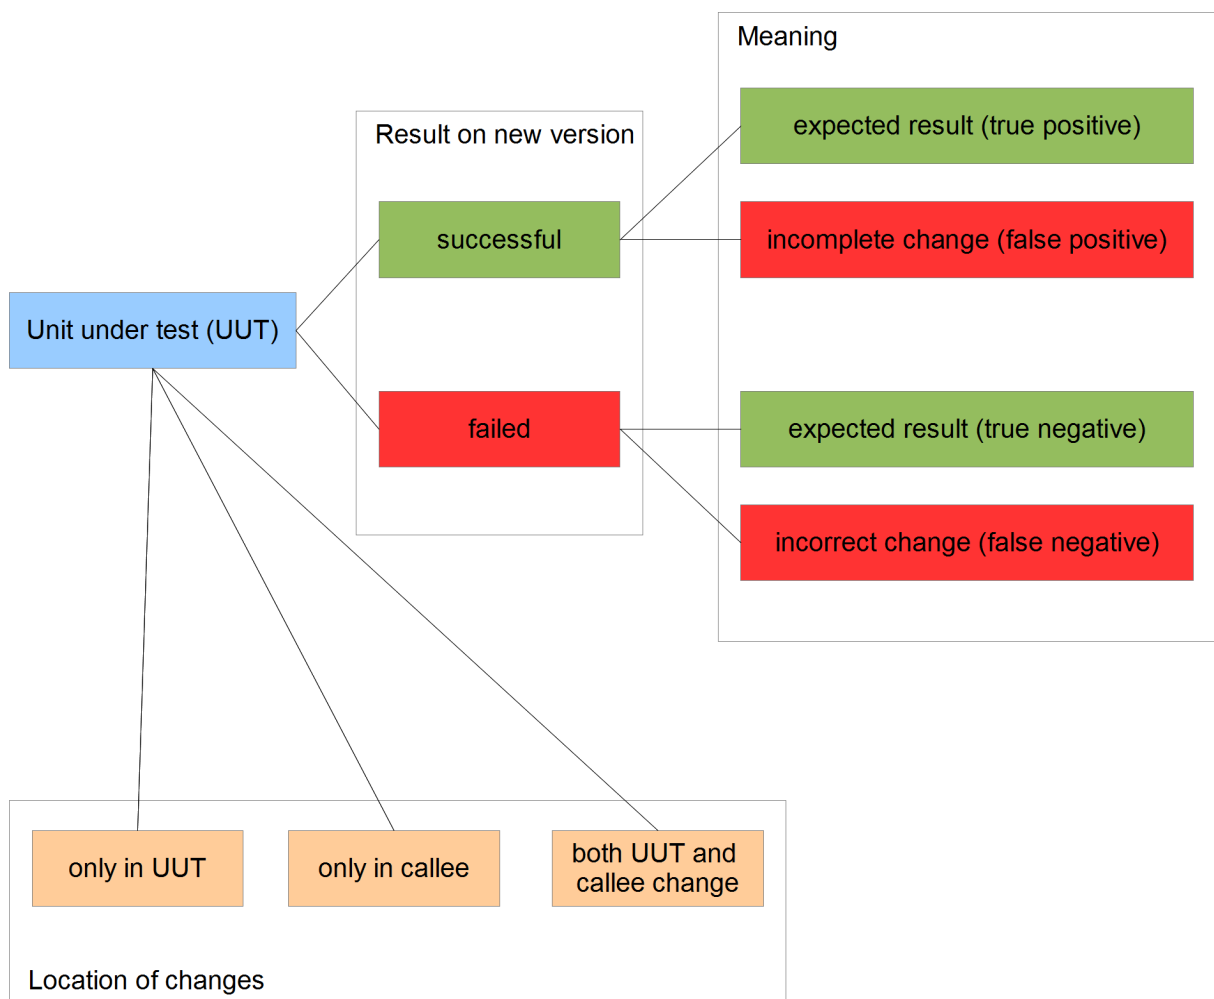 Meaning
expected result (true positive)
Result on new version
successful
incomplete change (false positive)
Unit under test (UUT)
failed
expected result (true negative)
incorrect change (false negative)
only in UUT
only in callee
both UUT and
callee change
Location of changes